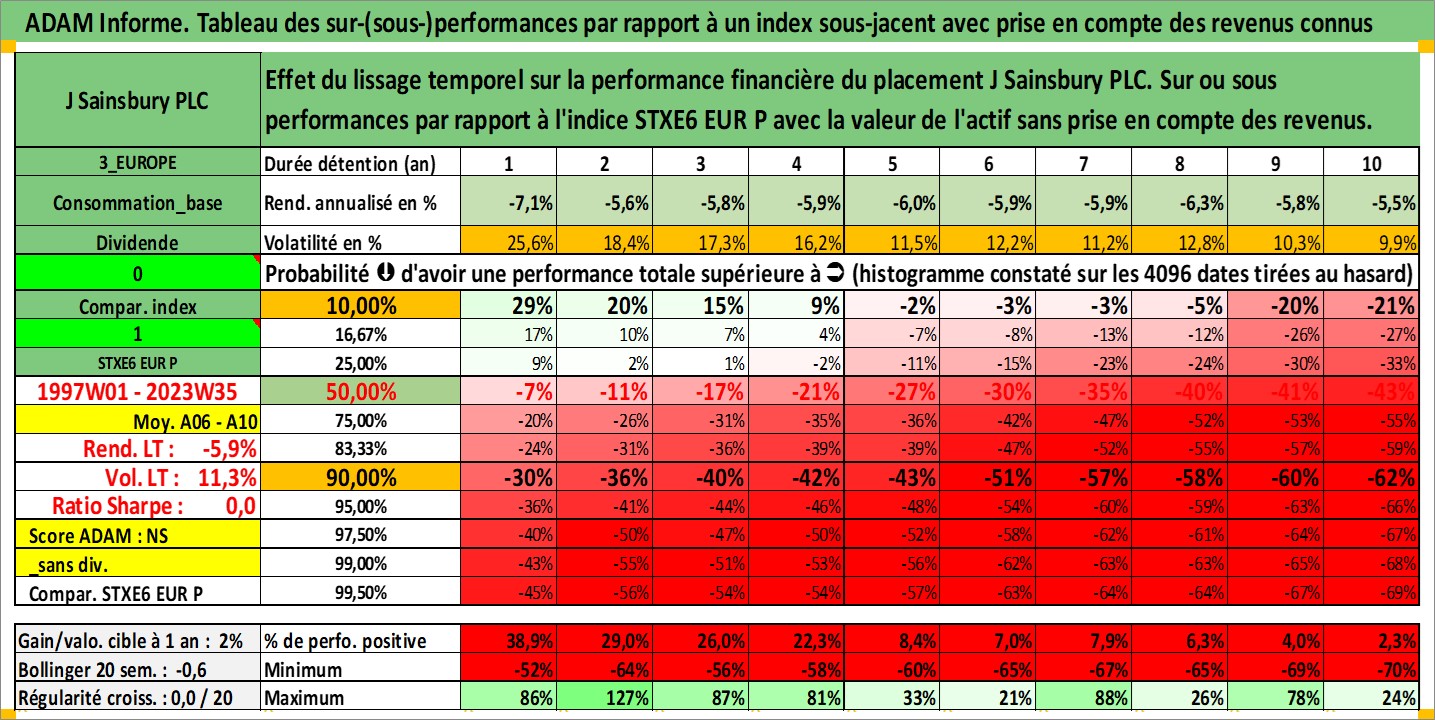 ADAM Informe. Tableau des sur-(sous-)performances par rapport à un index sous-jacent avec prise en compte des revenus connus
J Sainsbury PLC
Effet du lissage temporel sur la performance financière du placement J Sainsbury PLC. Sur ou sous
performances par rapport à l'indice STXE6 EUR P avec la valeur de l'actif sans prise en compte des revenus.
3_EUROPE Durée détention (an) 1 2 3 4 5 6 7 8 9 10
Consommation_base Rend. annualisé en % -7,1% -5,6% -5,8% -5,9% -6,0% -5,9% -5,9% -6,3% -5,8% -5,5%
Dividende Volatilité en % 25,6% 18,4% 17,3% 16,2% 11,5% 12,2% 11,2% 12,8% 10,3% 9,9%
0 Probabilité d'avoir une performance totale supérieure à (histogramme constaté sur les 4096 dates tirées au hasard)
Compar. index 10,00% 29% 20% 15% 9% -2% -3% -3% -5% -20% -21%
1 16,67% 17% 10% 7% 4% -7% -8% -13% -12% -26% -27%
STXE6 EUR P 25,00% 9% 2% 1% -2% -11% -15% -23% -24% -30% -33%
1997W01 - 2023W35 50,00% -7% -11% -17% -21% -27% -30% -35% -40% -41% -43%
Moy. A06 - A10 75,00% -20% -26% -31% -35% -36% -42% -47% -52% -53% -55%
Rend. LT : -5,9% 83,33% -24% -31% -36% -39% -39% -47% -52% -55% -57% -59%
Vol. LT : 11,3% 90,00% -30% -36% -40% -42% -43% -51% -57% -58% -60% -62%
Ratio Sharpe : 0,0 95,00% -36% -41% -44% -46% -48% -54% -60% -59% -63% -66%
Score ADAM : NS 97,50% -40% -50% -47% -50% -52% -58% -62% -61% -64% -67%
_sans div. 99,00% -43% -55% -51% -53% -56% -62% -63% -63% -65% -68%
Compar. STXE6 EUR P 99,50% -45% -56% -54% -54% -57% -63% -64% -64% -67% -69%
Gain/valo. cible à 1 an : 2% % de perfo. positive 38,9% 29,0% 26,0% 22,3% 8,4% 7,0% 7,9% 6,3% 4,0% 2,3%
Bollinger 20 sem. : -0,6 Minimum -52% -64% -56% -58% -60% -65% -67% -65% -69% -70%
Régularité croiss. : 0,0 / 20 Maximum 86% 127% 87% 81% 33% 21% 88% 26% 78% 24%